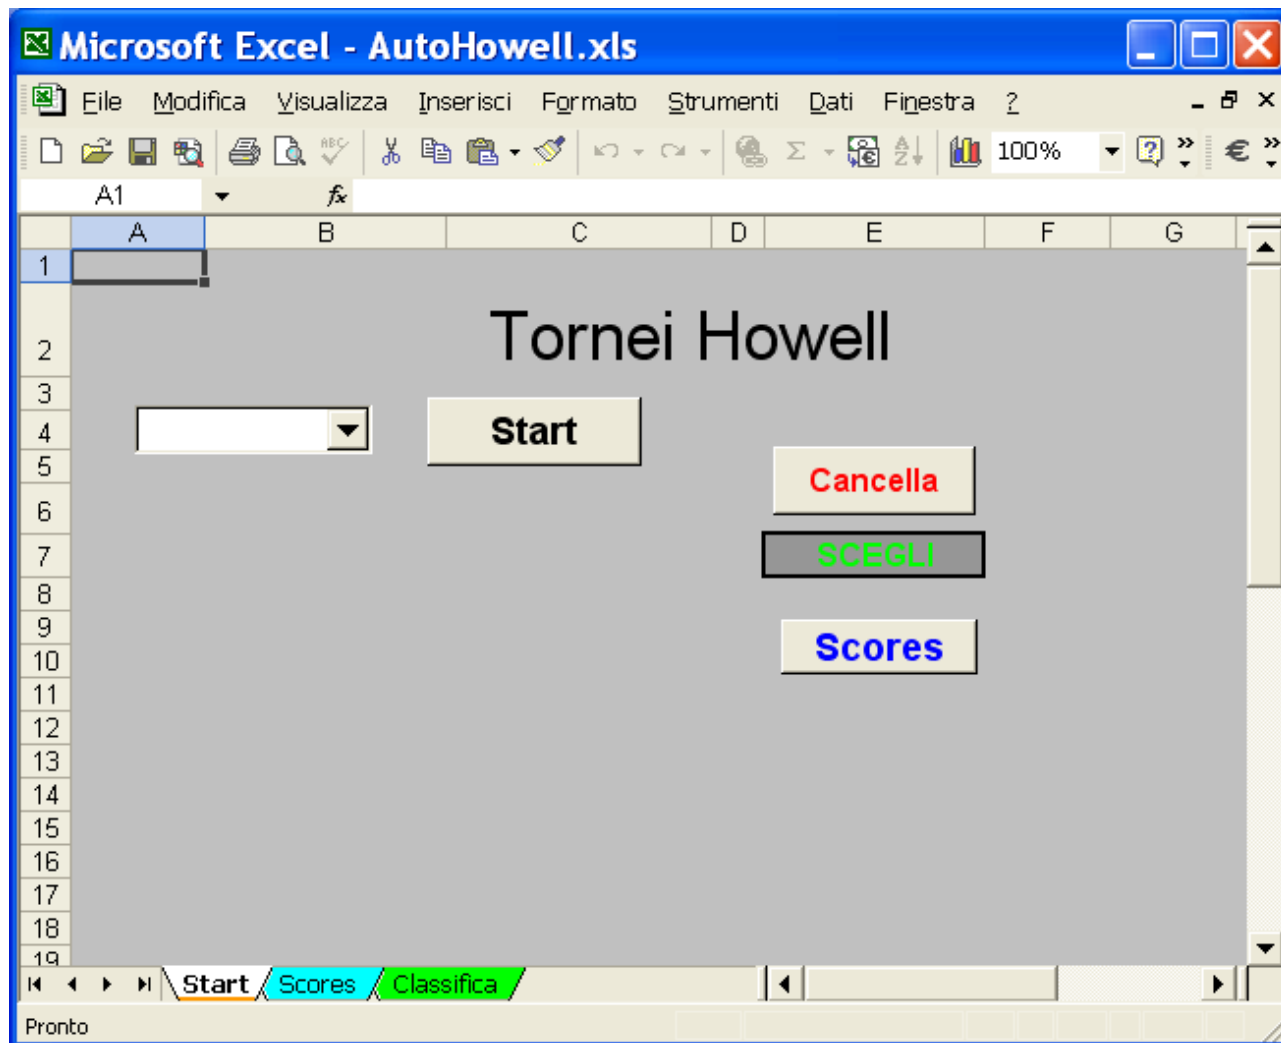 Microsoft Excel - AutoHowell.xls
File Modifica Visualizza Inserisci Formato Strumenti Dati Finestra ?
ABC Σ € A Z 100% ? » € »
A1 fx
A B C D E F G
1
2 Tornei Howell
3
4 Start
5 Cancella
6
7 SCEGLI
8
9 Scores
10
11
12
13
14
15
16
17
18
19
Start Scores Classifica
Pronto